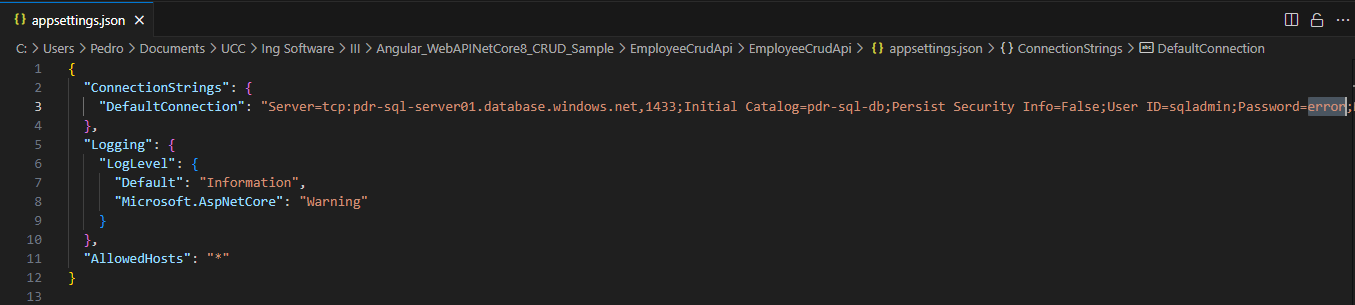 appsettings.json
C: > Users > Pedro > Documents > UCC > Ing Software > III > Angular_WebAPINetCore8_CRUD_Sample > EmployeeCrudApi > EmployeeCrudApi > {} appsettings.json > {} ConnectionStrings > abc DefaultConnection
1 {
2 "ConnectionStrings": {
3 "DefaultConnection": "Server=tcp:pdr-sql-server01.database.windows.net,1433;Initial Catalog=pdr-sql-db;Persist Security Info=False;User ID=sqladmin;Password=error;
4 },
5 "Logging": {
6 "LogLevel": {
7 "Default": "Information",
8 "Microsoft.AspNetCore": "Warning"
9 }
10 },
11 "AllowedHosts": "*"
12 }
13